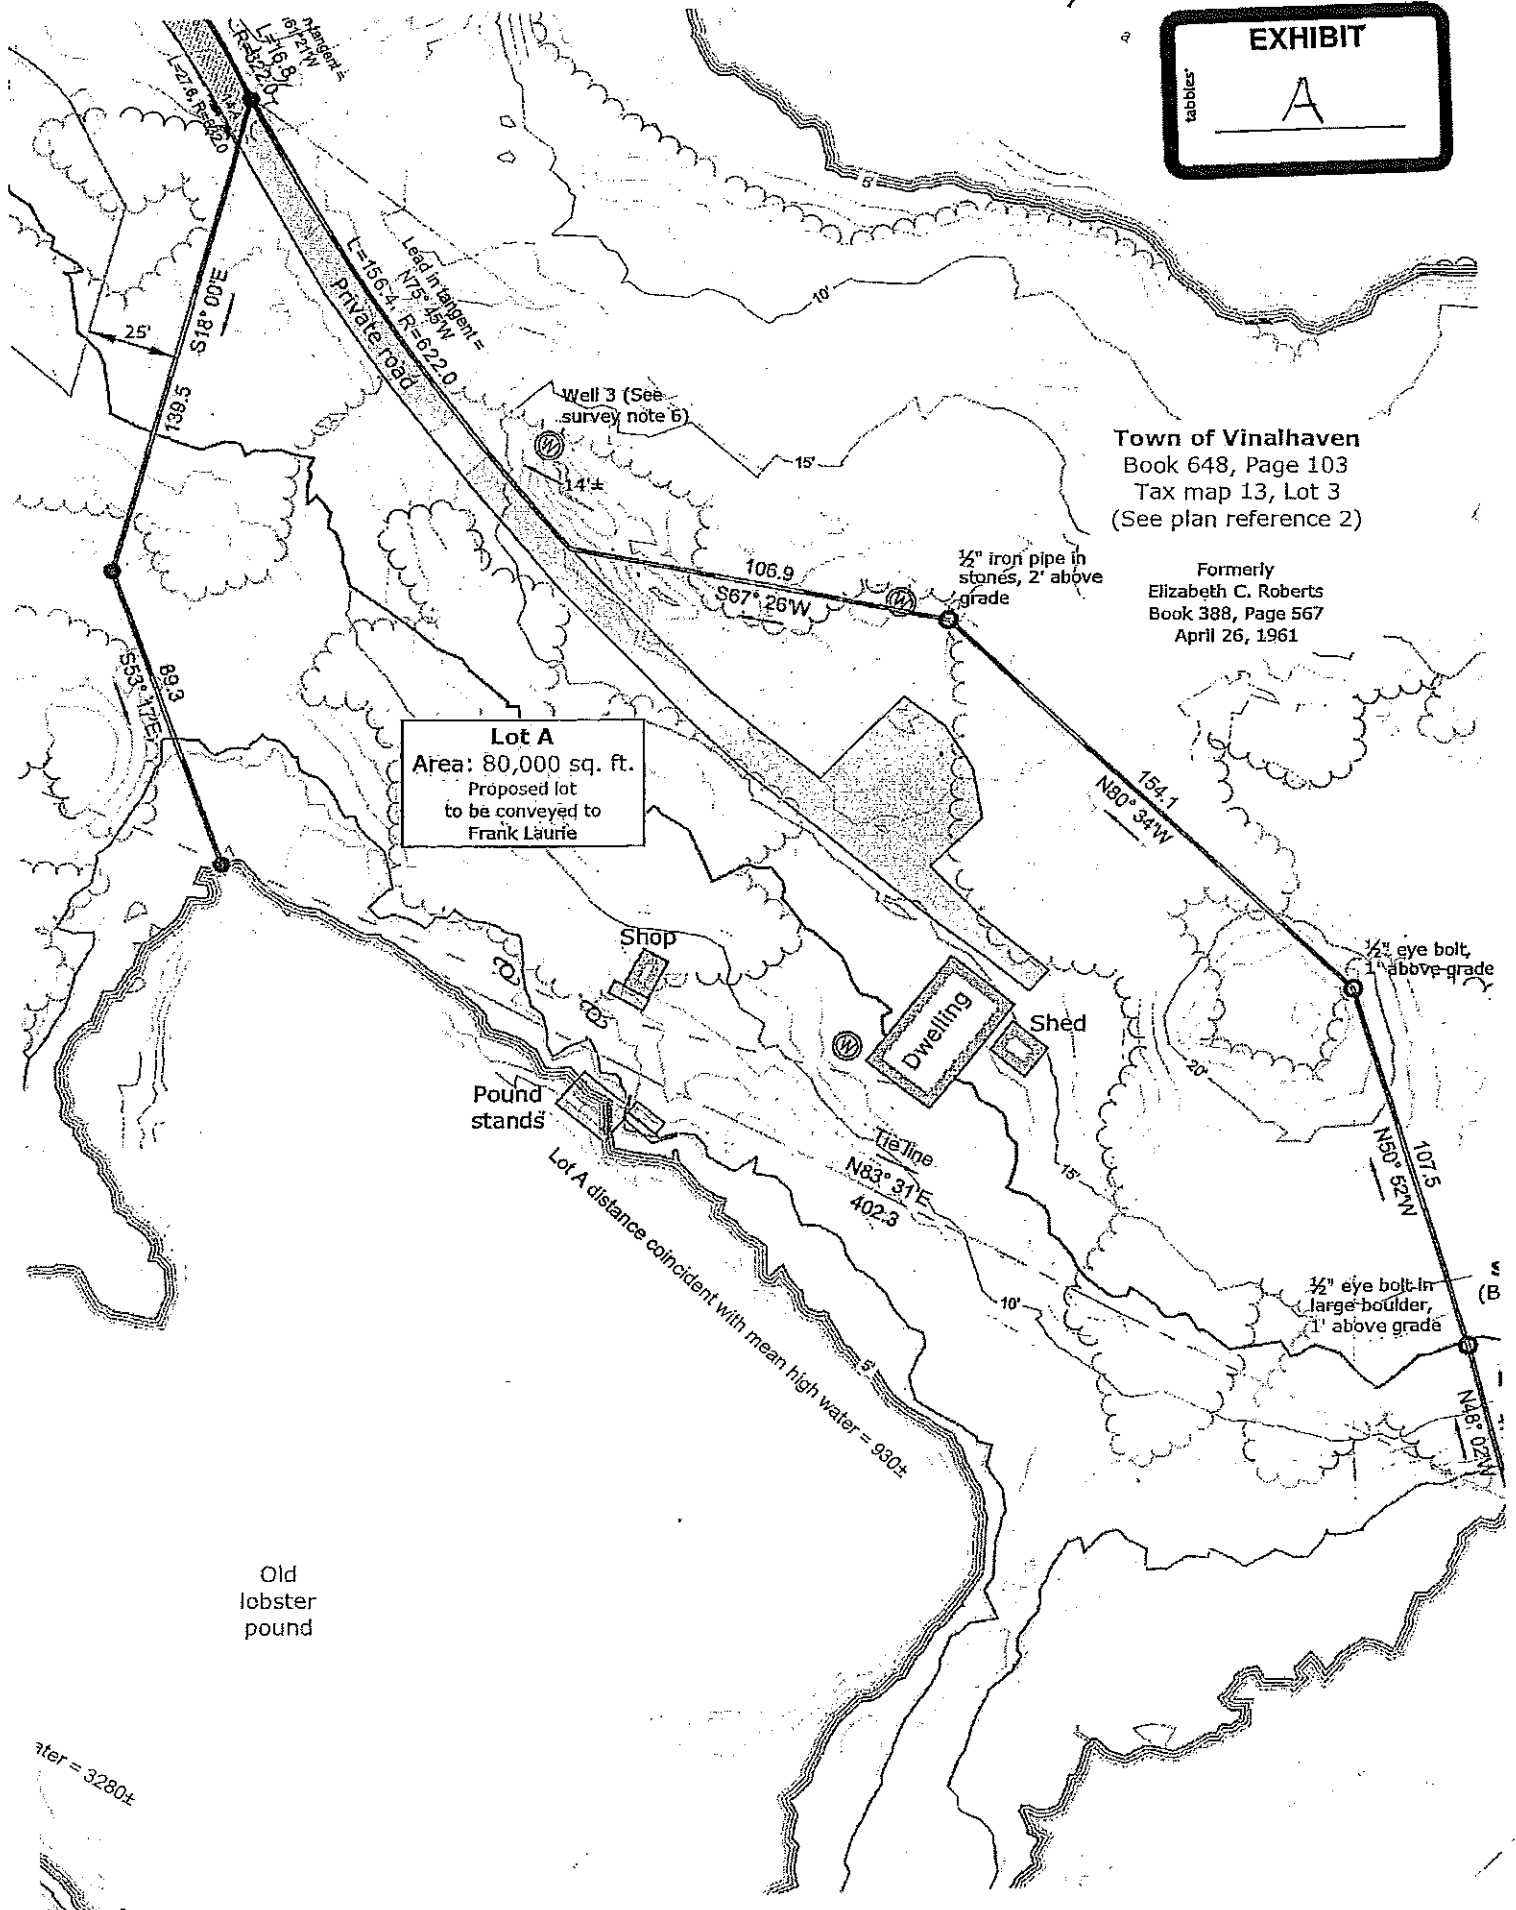 EXHIBIT
tabbies®
A
L=16.8,
R=622.0
L=27.6, R=632.0
Lead in tangent =
N75° 45'W
L=156.4, R=622.0
Private road
25'
S18° 00'E
139.5
10'
5'
Well 3 (See
survey note 6)
14'±
15'
Town of Vinalhaven
Book 648, Page 103
Tax map 13, Lot 3
(See plan reference 2)
Formerly
Elizabeth C. Roberts
Book 388, Page 567
April 26, 1961
106.9
S67° 26'W
W
W
½" iron pipe in
stones, 2' above
grade
89.3
S53° 17'E
Lot A
Area: 80,000 sq. ft.
Proposed lot
to be conveyed to
Frank Laurie
154.1
N80° 34'W
½" eye bolt,
1' above grade
Shop
Dwelling
Shed
W
20'
Pound
stands
Tie line
N83° 31'E
402.3
15'
107.5
N50° 52'W
Lot A distance coincident with mean high water = 930±
10'
5'
½" eye bolt in
large boulder,
1' above grade
(B
N48° 02'W
Old
lobster
pound
ater = 3280±